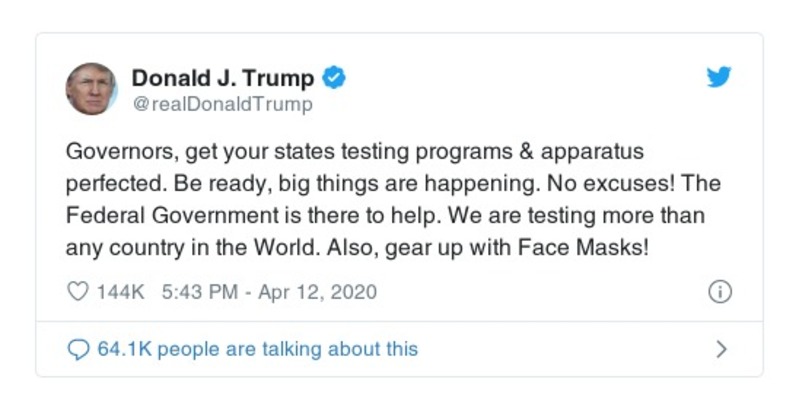 Donald J. Trump
@realDonaldTrump
Governors, get your states testing programs & apparatus
perfected. Be ready, big things are happening. No excuses! The
Federal Government is there to help. We are testing more than
any country in the World. Also, gear up with Face Masks!
144K 5:43 PM - Apr 12, 2020
64.1K people are talking about this